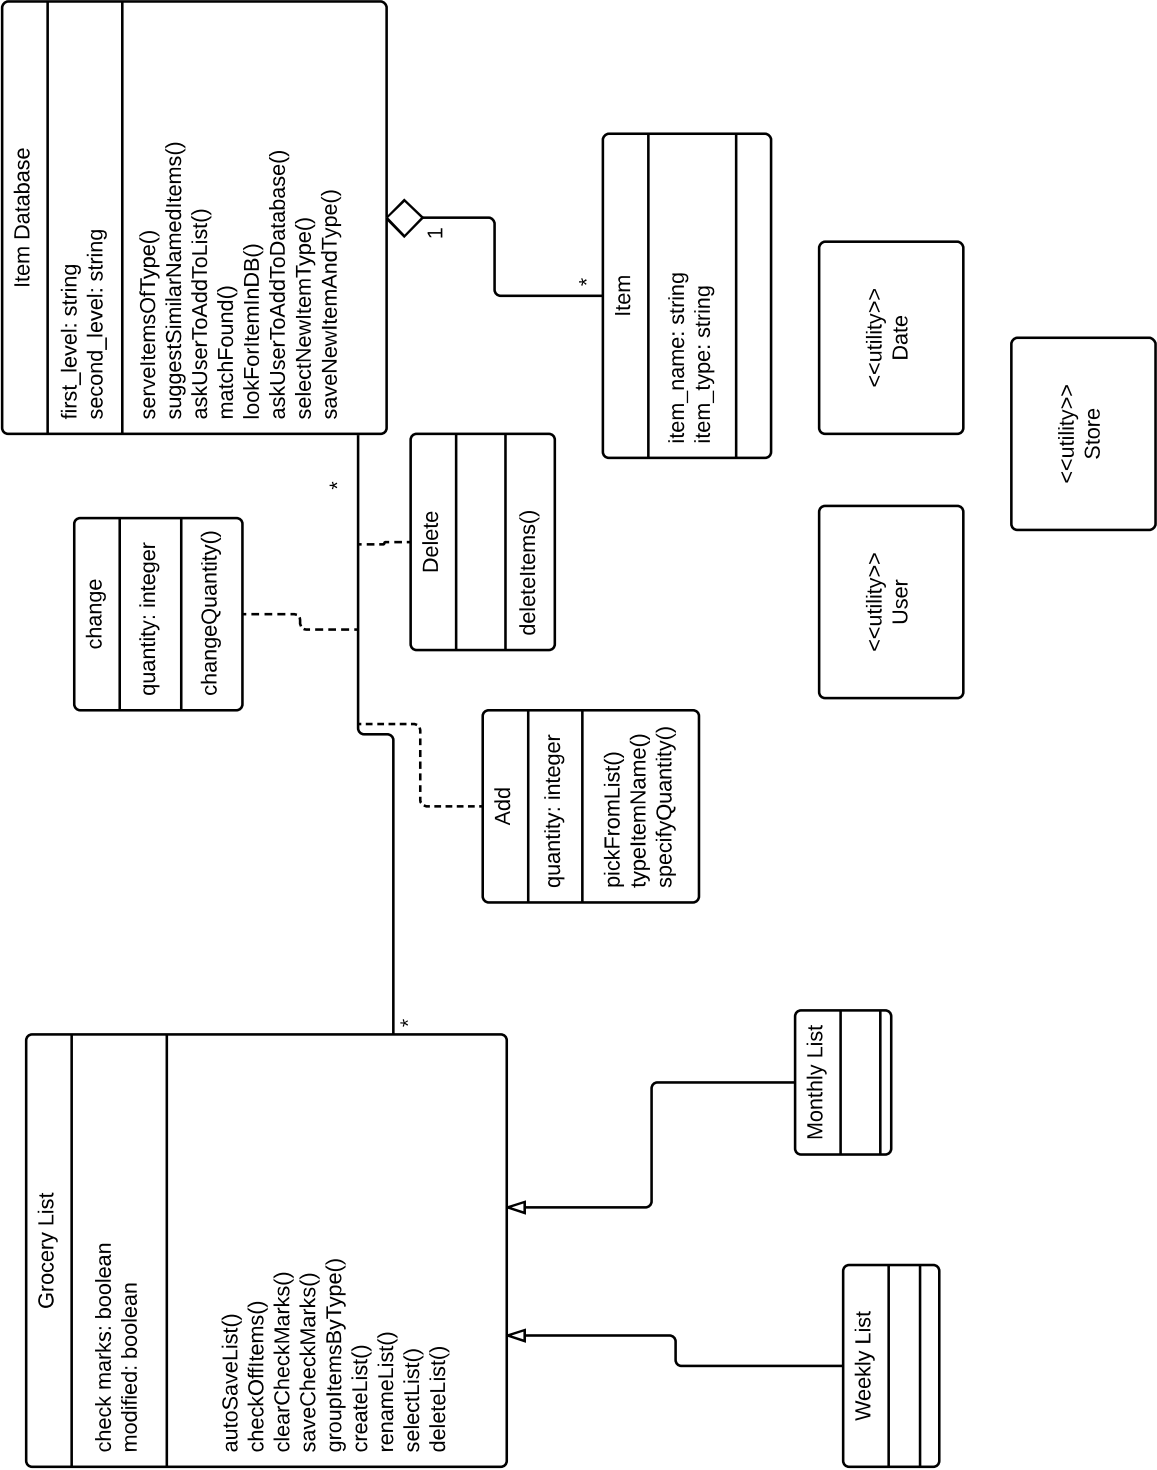 Grocery List
check marks: boolean
modified: boolean
autoSaveList()
checkOffItems()
clearCheckMarks()
saveCheckMarks()
groupItemsByType()
createList()
renameList()
selectList()
deleteList()
*
*
change
quantity: integer
changeQuantity()
Item Database
first_level: string
second_level: string
serveItemsOfType()
suggestSimilarNamedItems()
askUserToAddToList()
matchFound()
lookForItemInDB()
askUserToAddToDatabase()
selectNewItemType()
saveNewItemAndType()
1
*
Add
quantity: integer
pickFromList()
typeItemName()
specifyQuantity()
Delete
deleteItems()
Item
item_name: string
item_type: string
Weekly List
Monthly List
<<utility>>
User
<<utility>>
Date
<<utility>>
Store